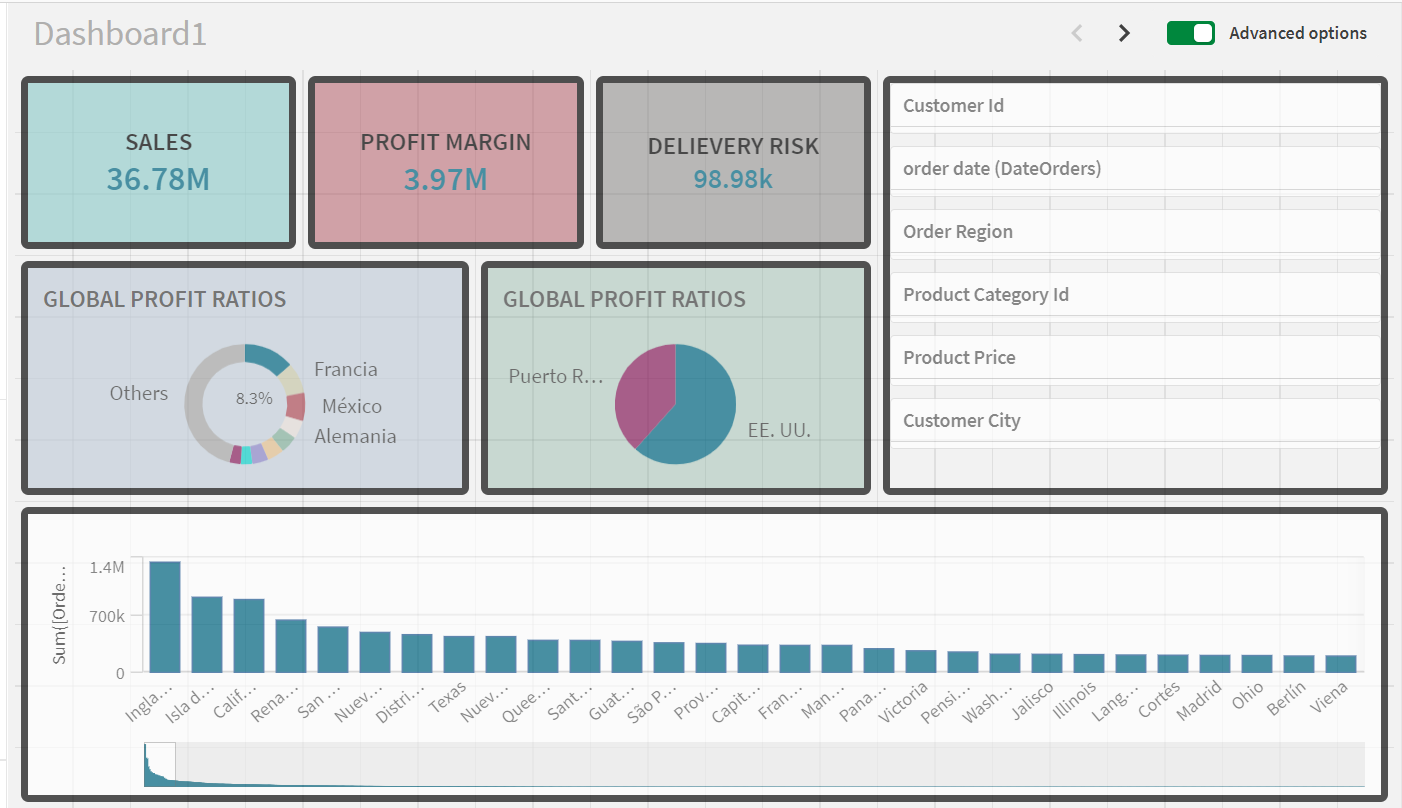 Dashboard1
Advanced options
SALES
36.78M
PROFIT MARGIN
3.97M
DELIEVERY RISK
98.98k
Customer Id
order date (DateOrders)
Order Region
Product Category Id
Product Price
Customer City
GLOBAL PROFIT RATIOS
Others
8.3%
Francia
México
Alemania
GLOBAL PROFIT RATIOS
Puerto R...
EE. UU.
Sum([Orde...
1.4M
700k
0
Ingla...
Isla d...
Calif...
Rena...
San ...
Nuev...
Distri...
Texas
Nuev...
Quee...
Sant...
Guat...
São P...
Prov...
Capit...
Fran...
Man...
Pana...
Victoria
Pensi...
Wash...
Jalisco
Illinois
Lang...
Cortés
Madrid
Ohio
Berlín
Viena